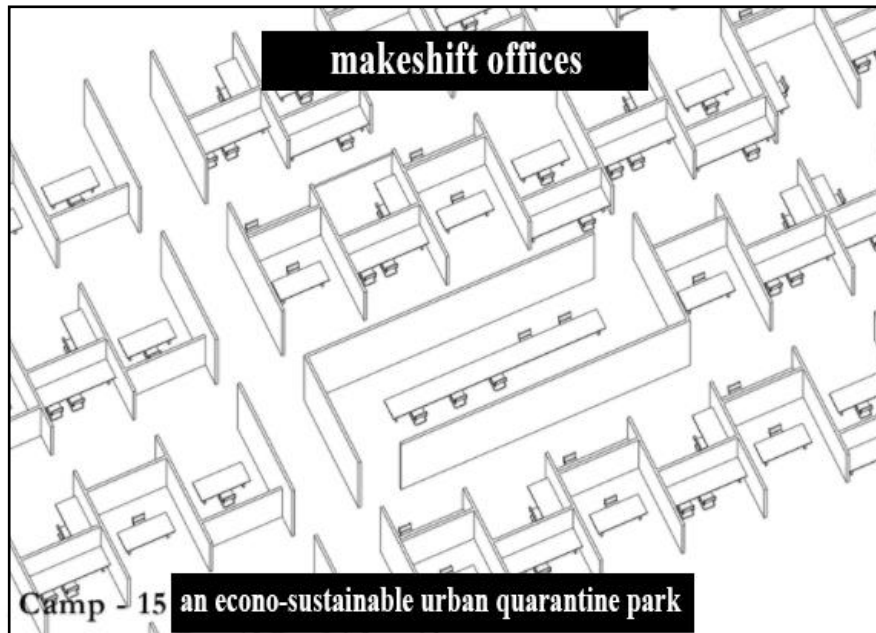 makeshift offices
Camp - 15
an econo-sustainable urban quarantine park